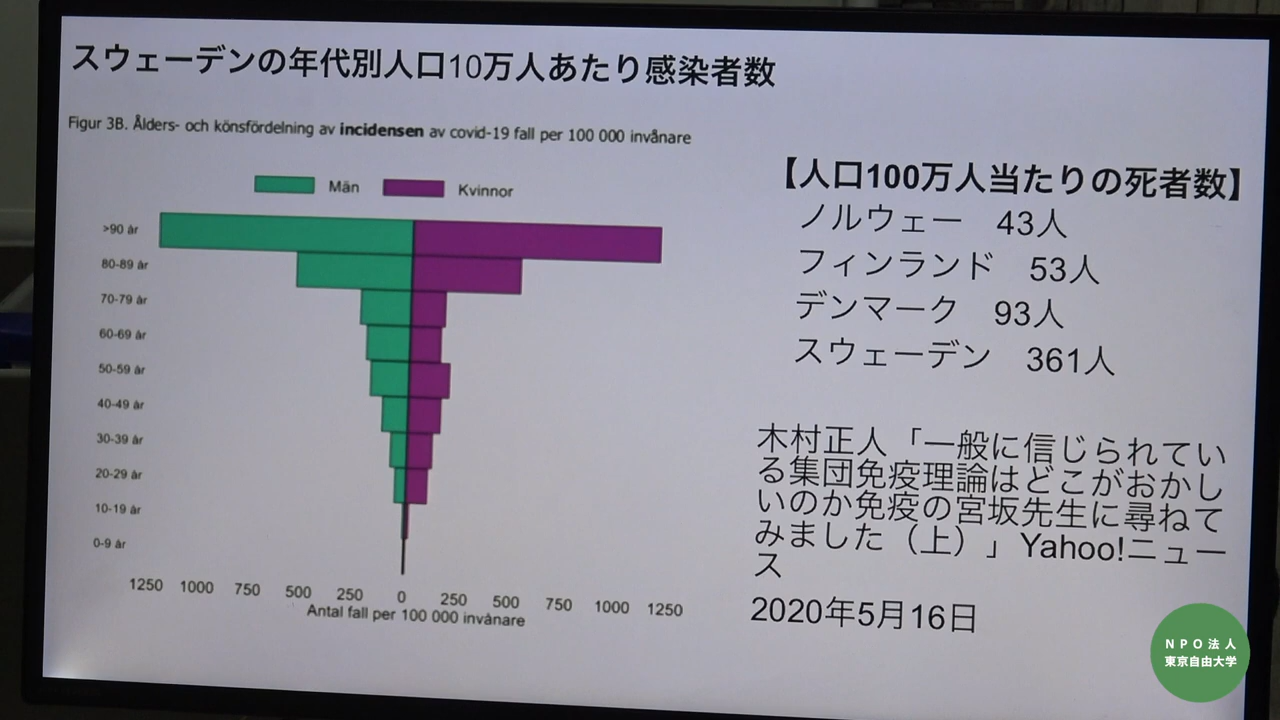 スウェーデンの年代別人口10万人あたり感染者数
Figur 3B. Ålders- och könsfördelning av incidensen av covid-19 fall per 100 000 invånare
Män Kvinnor
>90 år
80-89 år
70-79 år
60-69 år
50-59 år
40-49 år
30-39 år
20-29 år
10-19 år
0-9 år
1250 1000 750 500 250 0 250 500 750 1000 1250
Antal fall per 100 000 invånare
【人口100万人当たりの死者数】
ノルウェー 43人
フィンランド 53人
デンマーク 93人
スウェーデン 361人
木村正人「一般に信じられてい
る集団免疫理論はどこがおかし
いのか免疫の宮坂先生に尋ねて
みました（上）」Yahoo!ニュー
ス
2020年5月16日
NPO法人
東京自由大学